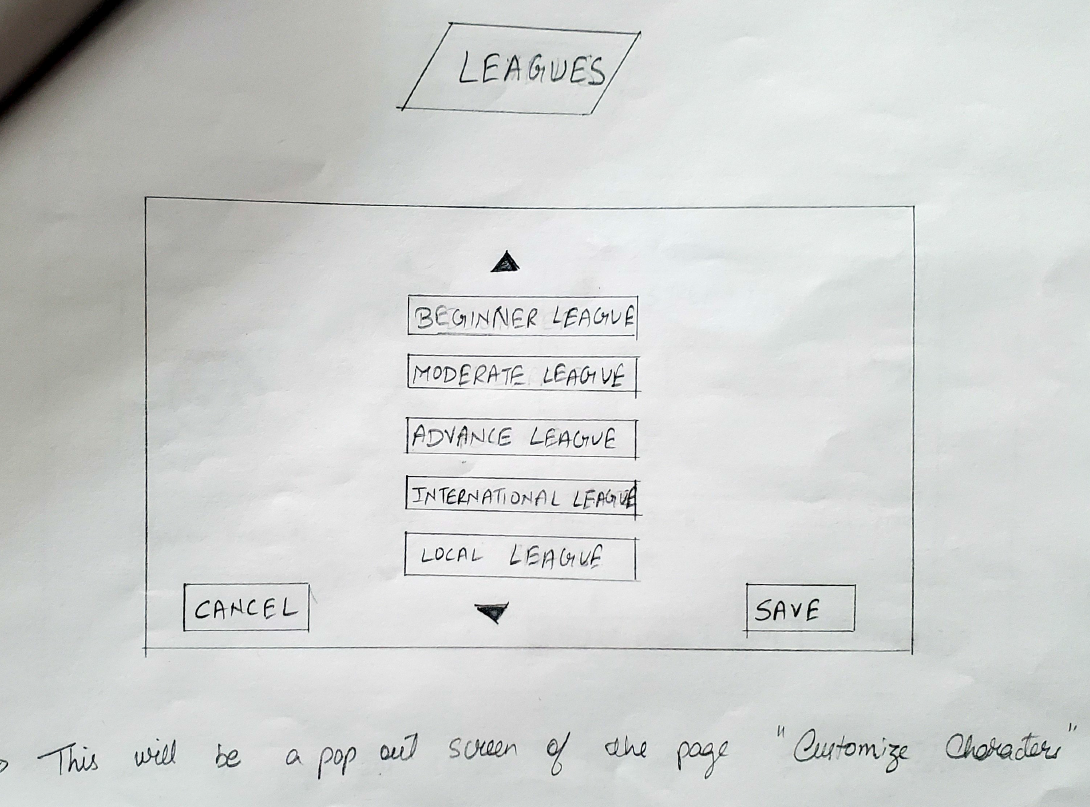 LEAGUES
BEGINNER LEAGUE
MODERATE LEAGUE
ADVANCE LEAGUE
INTERNATIONAL LEAGUE
LOCAL LEAGUE
CANCEL
SAVE
This will be a pop out screen of the page "Customize Character"